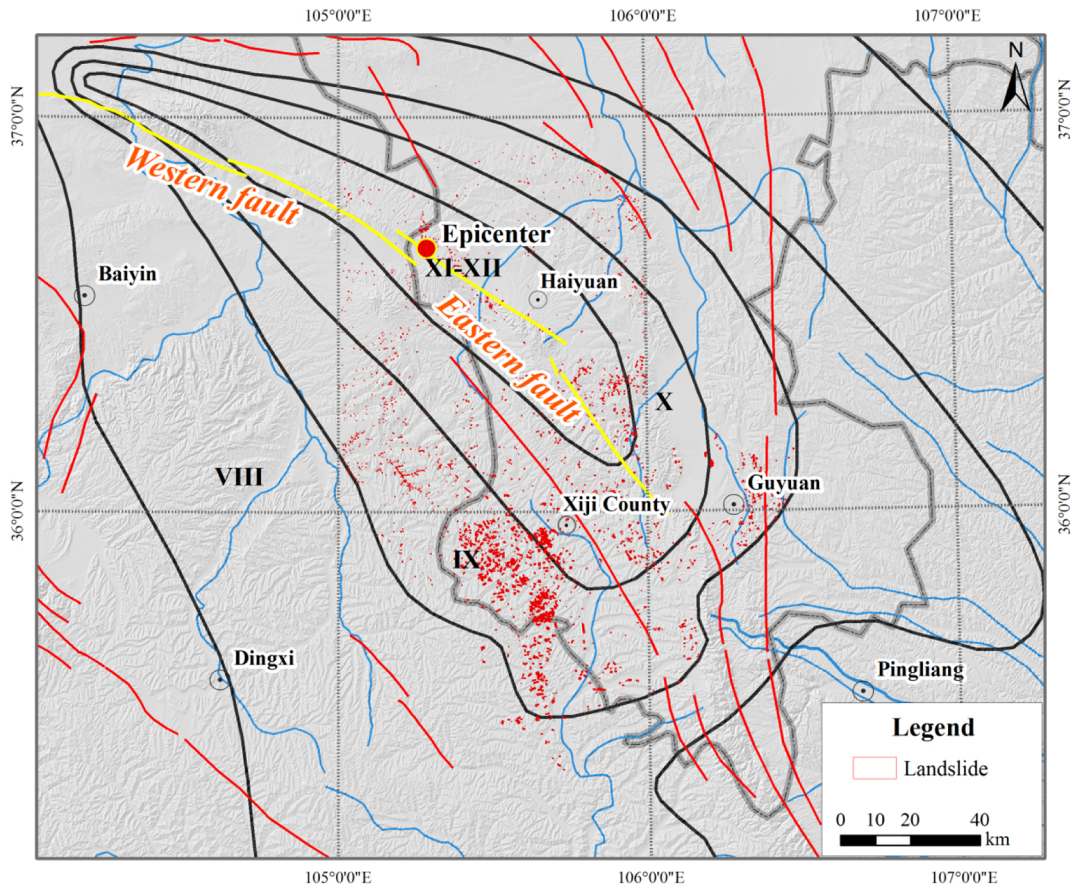 105°0'0"E
106°0'0"E
107°0'0"E
N
37°0'0"N
37°0'0"N
Western fault
Epicenter
XI-XII
Baiyin
Haiyuan
Eastern fault
X
VIII
Guyuan
Xiji County
36°0'0"N
36°0'0"N
IX
Dingxi
Pingliang
Legend
Landslide
0 10 20 40
km
105°0'0"E
106°0'0"E
107°0'0"E